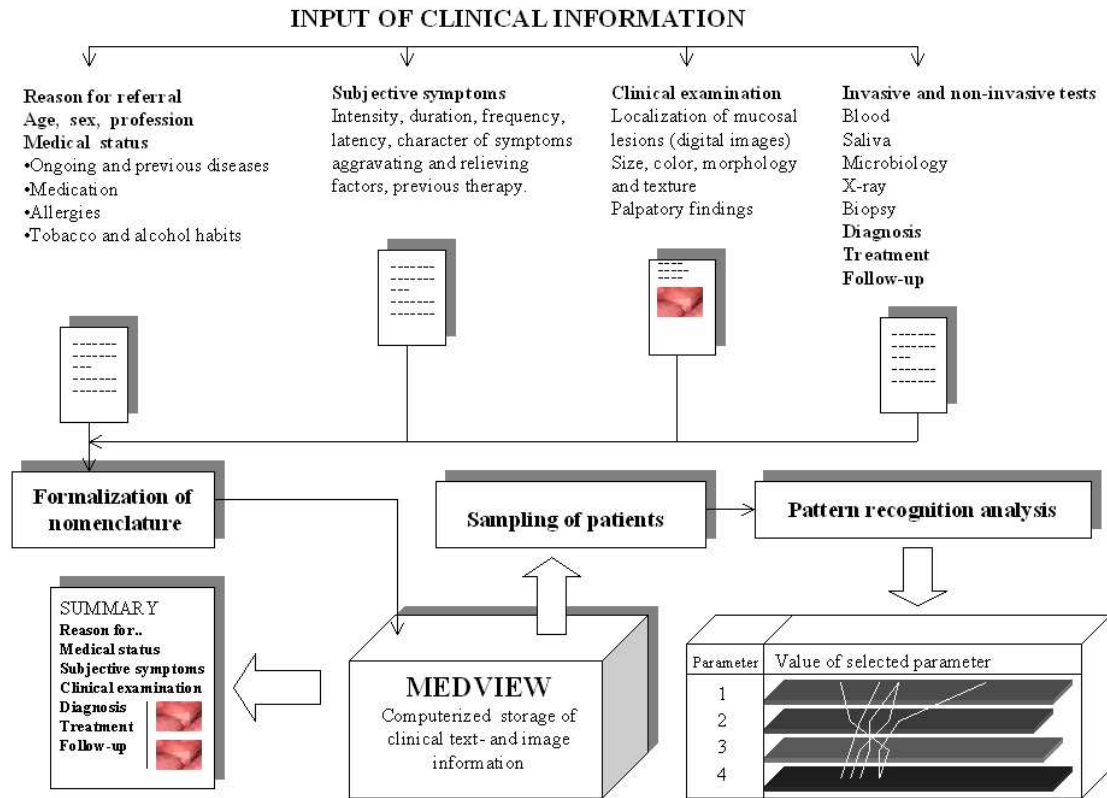 INPUT OF CLINICAL INFORMATION
Reason for referral
Age, sex, profession
Medical status
•Ongoing and previous diseases
•Medication
•Allergies
•Tobacco and alcohol habits
Subjective symptoms
Intensity, duration, frequency,
latency, character of symptoms
aggravating and relieving
factors, previous therapy.
Clinical examination
Localization of mucosal
lesions (digital images)
Size, color, morphology
and texture
Palpatory findings
Invasive and non-invasive tests
Blood
Saliva
Microbiology
X-ray
Biopsy
Diagnosis
Treatment
Follow-up
Formalization of
nomenclature
Sampling of patients
Pattern recognition analysis
SUMMARY
Reason for..
Medical status
Subjective symptoms
Clinical examination
Diagnosis
Treatment
Follow-up
MEDVIEW
Computerized storage of
clinical text- and image
information
Parameter
Value of selected parameter
1
2
3
4